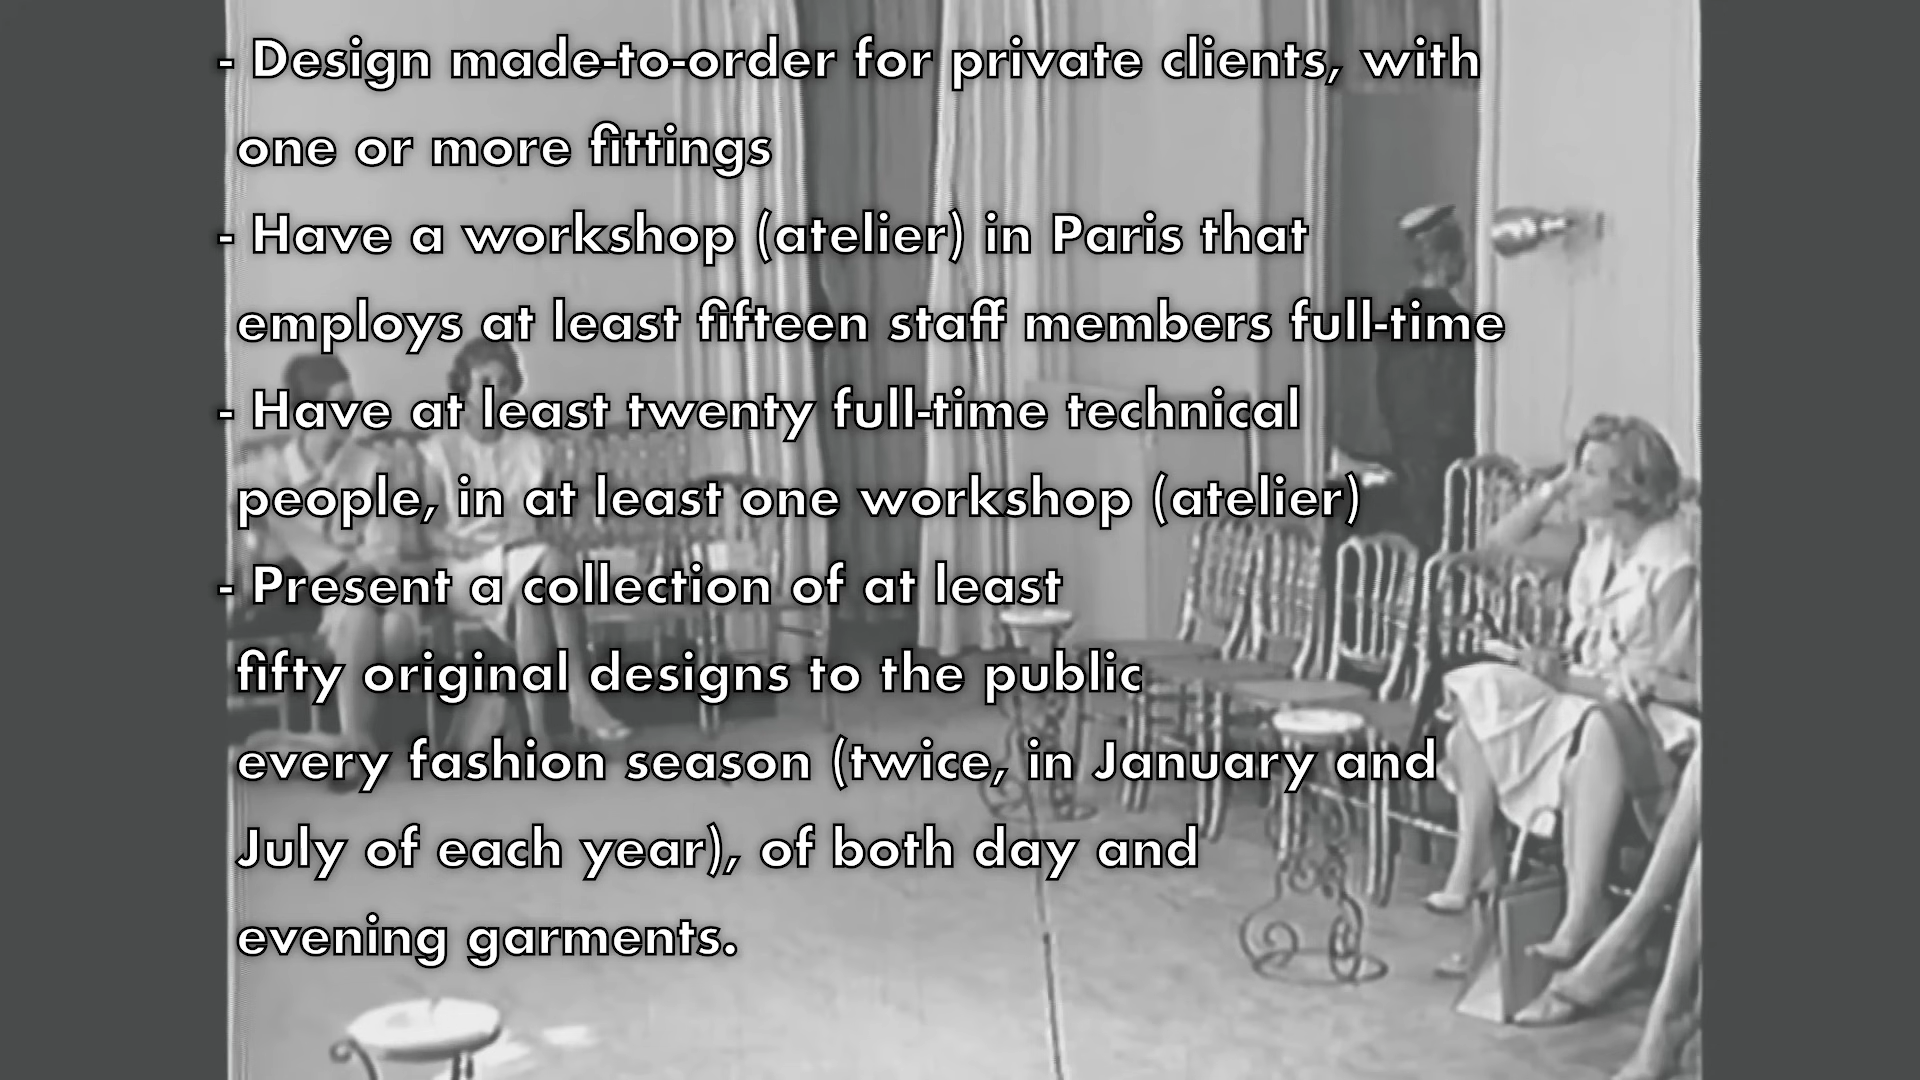 - Design made-to-order for private clients, with
one or more fittings
- Have a workshop (atelier) in Paris that
employs at least fifteen staff members full-time
- Have at least twenty full-time technical
people, in at least one workshop (atelier)
- Present a collection of at least
fifty original designs to the public
every fashion season (twice, in January and
July of each year), of both day and
evening garments.